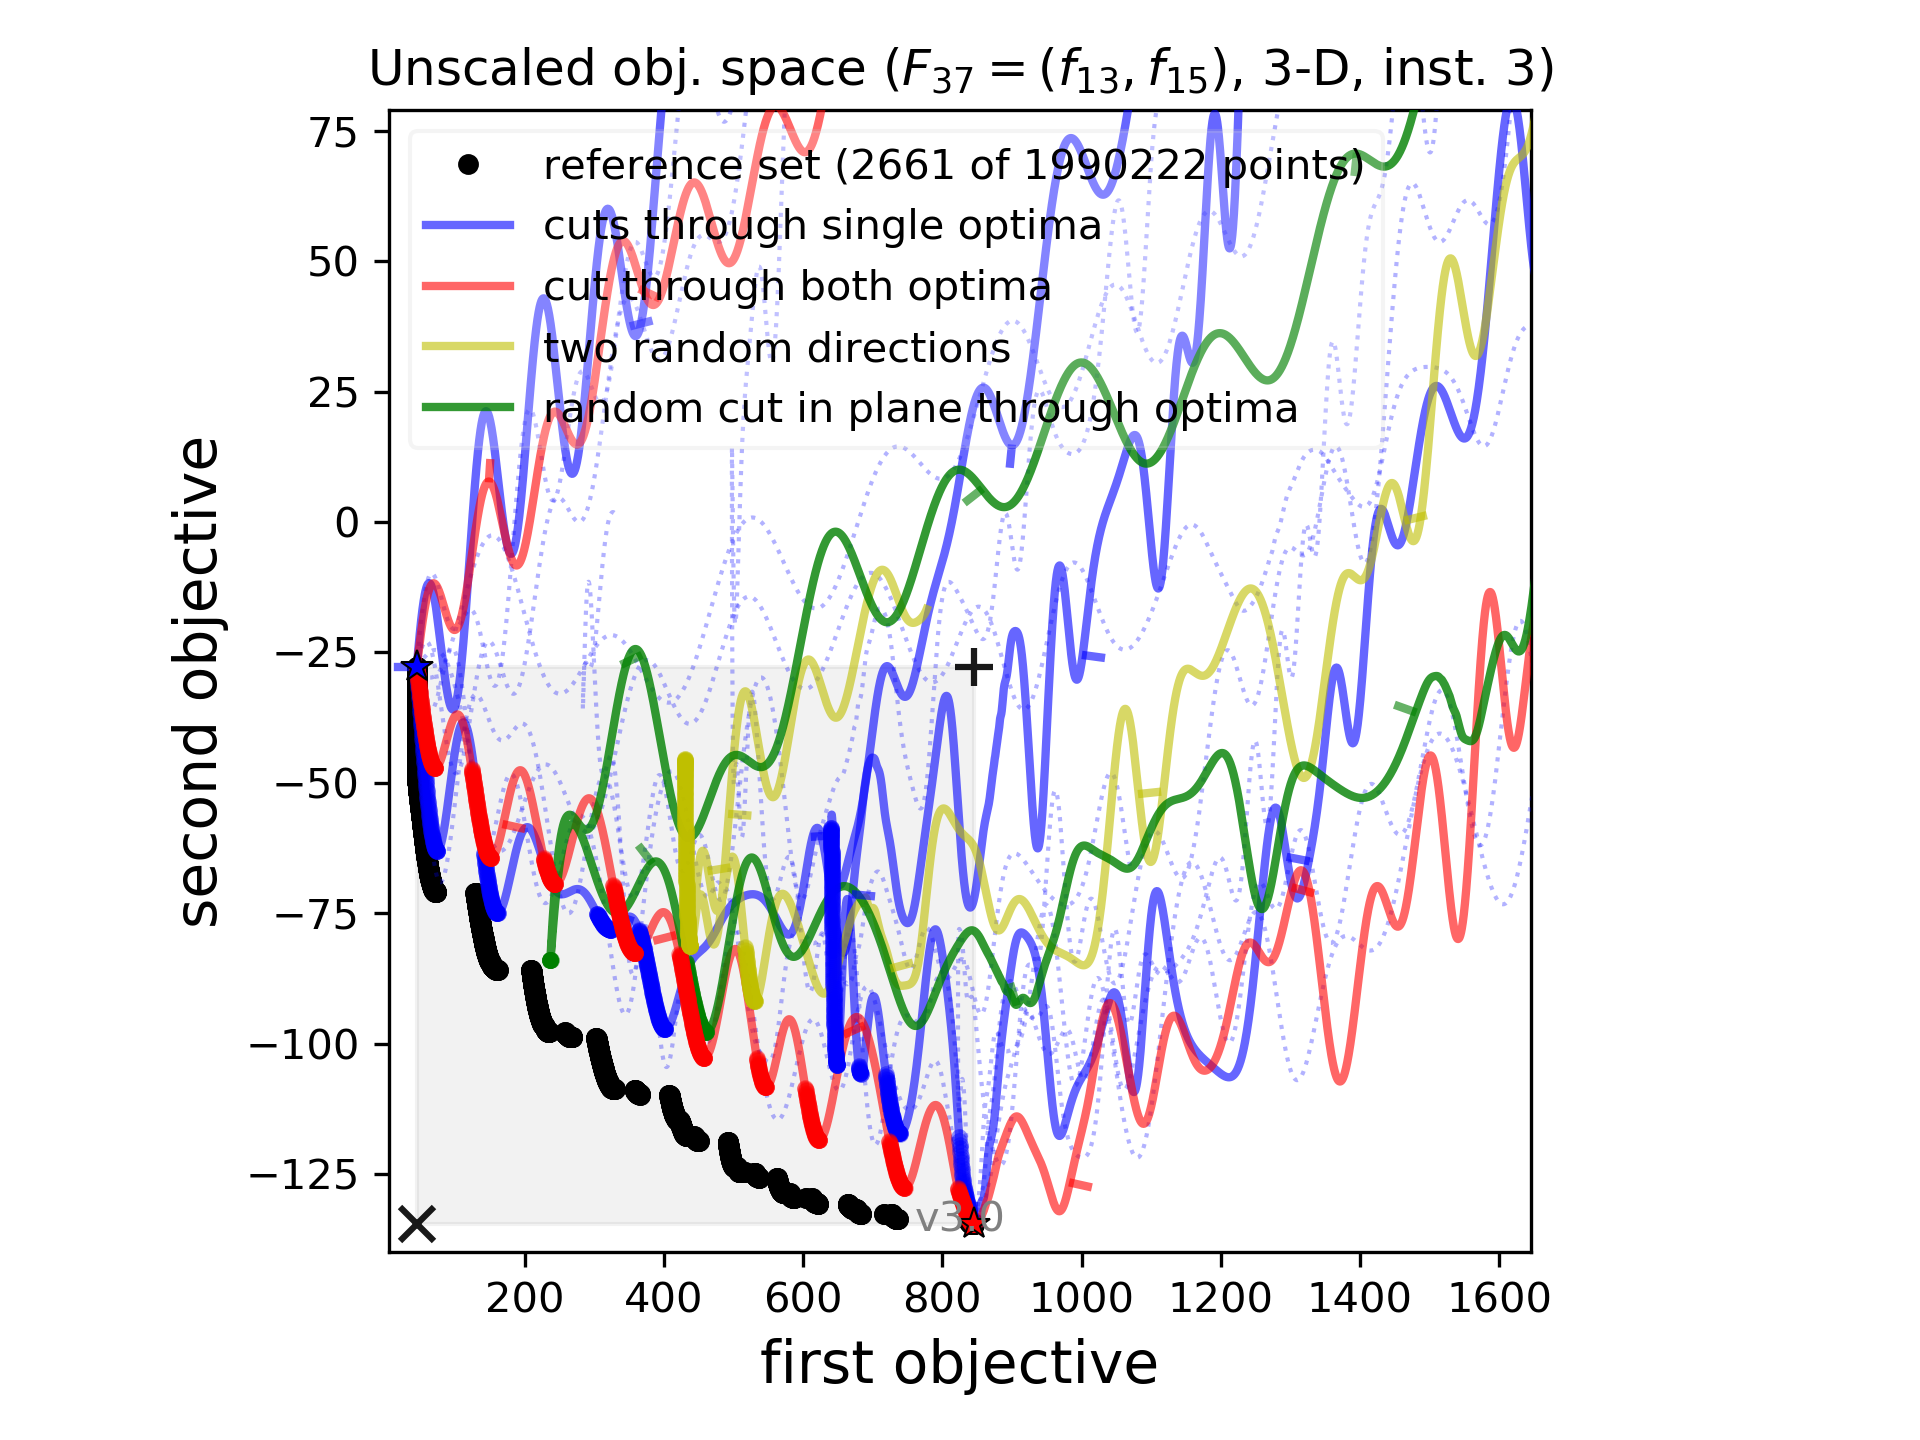 Unscaled obj. space (F37 = (f13, f15), 3-D, inst. 3)
reference set (2661 of 1990222 points)
cuts through single optima
cut through both optima
two random directions
random cut in plane through optima
second objective
75
50
25
0
−25
−50
−75
−100
−125
v3.0
200 400 600 800 1000 1200 1400 1600
first objective